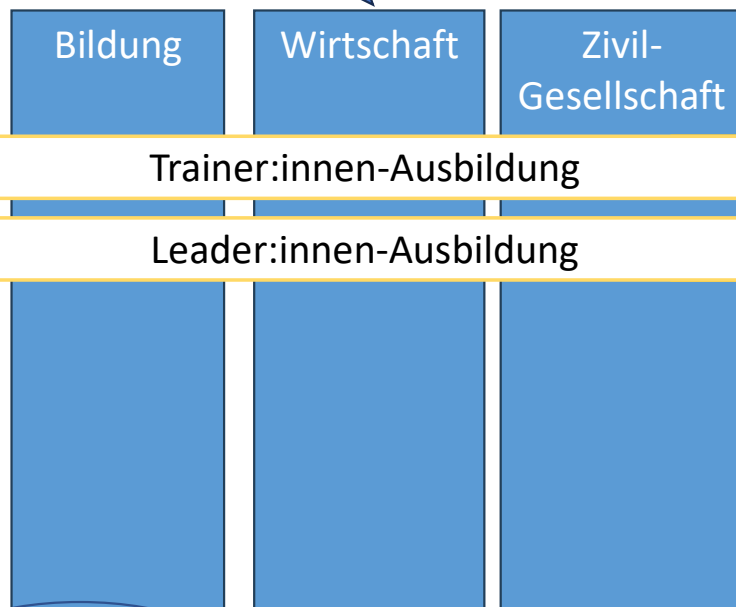 Bildung
Wirtschaft
Zivil-
Gesellschaft
Trainer:innen-Ausbildung
Leader:innen-Ausbildung